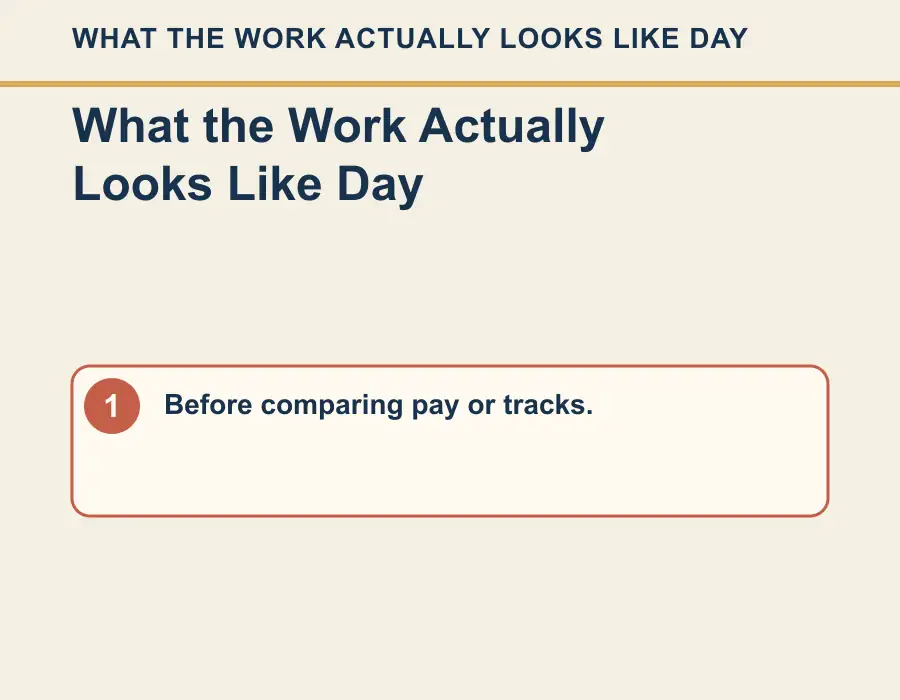 WHAT THE WORK ACTUALLY LOOKS LIKE DAY
What the Work Actually
Looks Like Day
1
Before comparing pay or tracks.